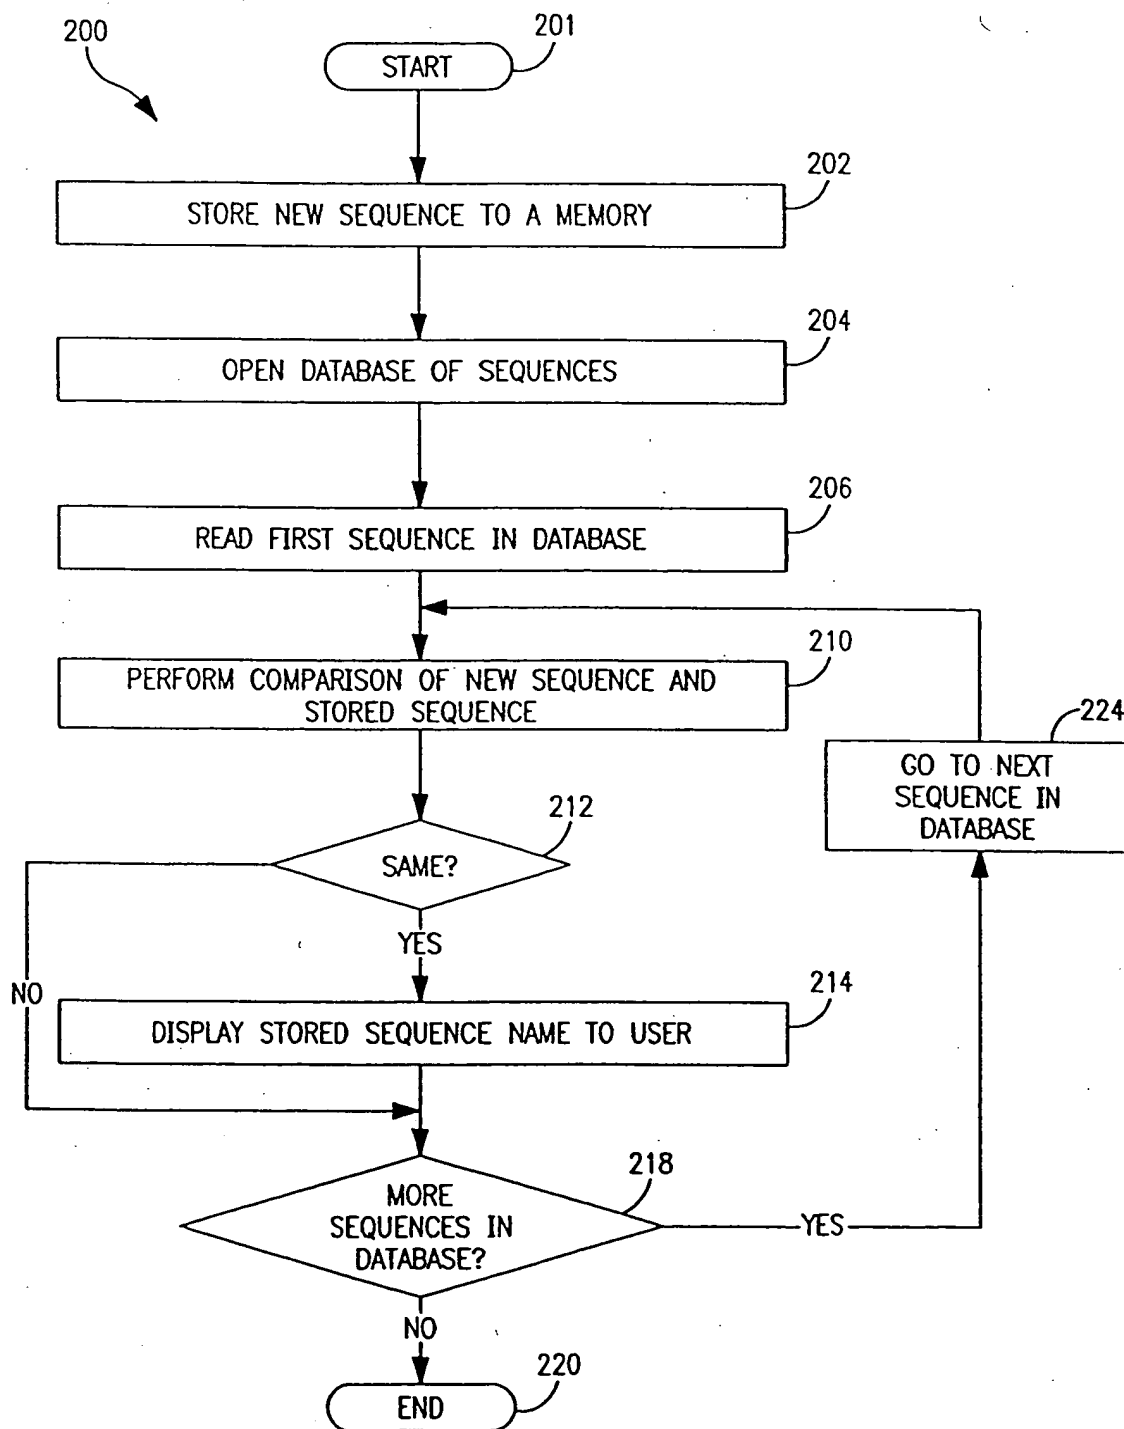 200
201
START
202
STORE NEW SEQUENCE TO A MEMORY
204
OPEN DATABASE OF SEQUENCES
206
READ FIRST SEQUENCE IN DATABASE
210
PERFORM COMPARISON OF NEW SEQUENCE AND
STORED SEQUENCE
224
GO TO NEXT
SEQUENCE IN
DATABASE
212
SAME?
YES
NO
214
DISPLAY STORED SEQUENCE NAME TO USER
218
MORE
SEQUENCES IN
DATABASE?
YES
NO
220
END